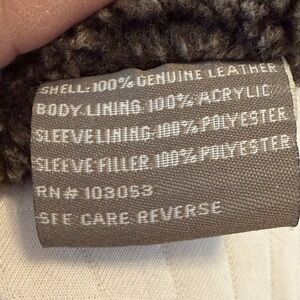 SHELL:100% GENUINE LEATHER
BODY LINING 100% ACRYLIC
SLEEVE LINING 100% POLYESTER
SLEEVE FILLER 100% POLYESTER
RN# 103053
SEE CARE REVERSE